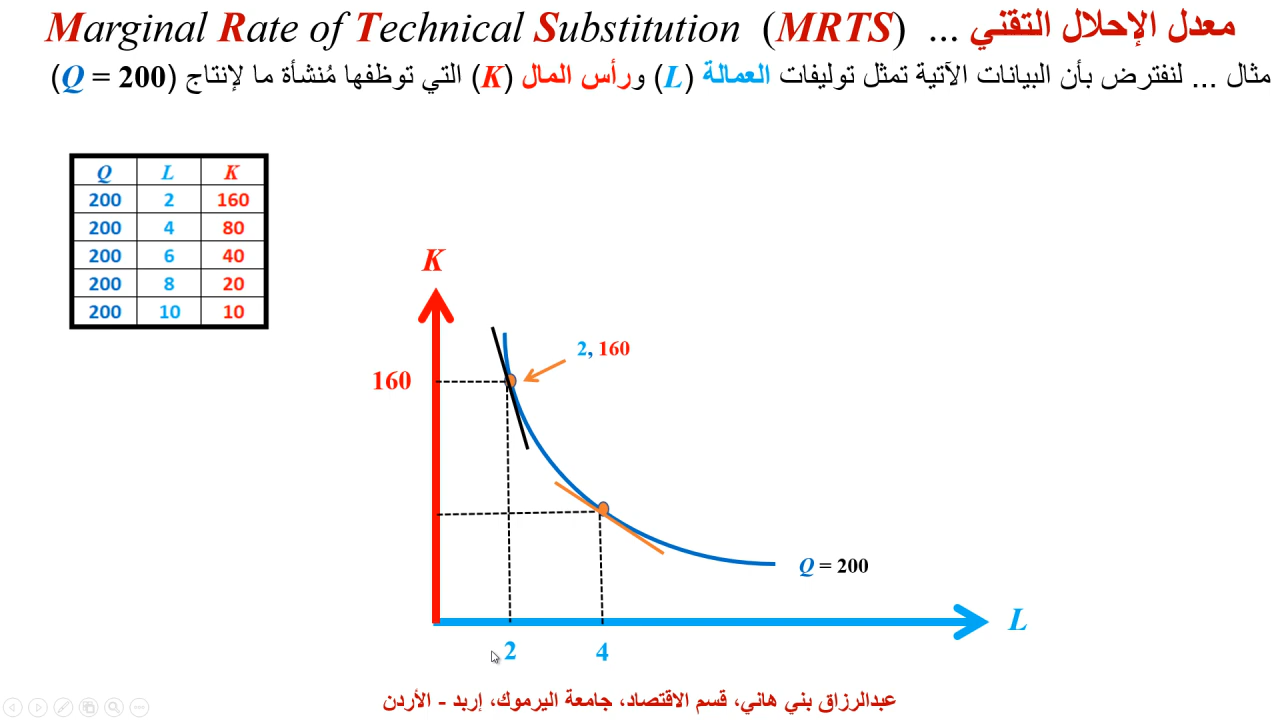 Marginal Rate of Technical Substitution (MRTS) ... معدل الإحلال التقني
مثال ... لنفترض بأن البيانات الآتية تمثل توليفات العمالة (L) ورأس المال (K) التي توظفها مُنشأة ما لإنتاج (Q = 200)
Q L K
200 2 160
200 4 80
200 6 40
200 8 20
200 10 10
K
2, 160
160
Q = 200
L
2 4
عبدالرزاق بني هاني، قسم الاقتصاد، جامعة اليرموك، إربد - الأردن